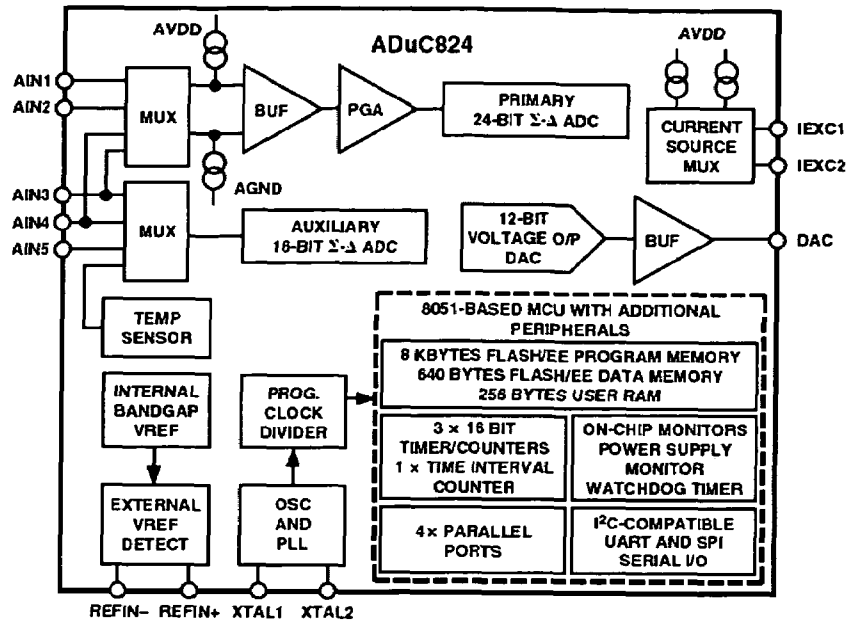 AVDD
ADuC824
AVDD
AIN1
AIN2
MUX
BUF
PGA
PRIMARY
24-BIT Σ-Δ ADC
CURRENT
SOURCE
MUX
IEXC1
IEXC2
AGND
AIN3
AIN4
AIN5
MUX
AUXILIARY
16-BIT Σ-Δ ADC
12-BIT
VOLTAGE O/P
DAC
BUF
DAC
TEMP
SENSOR
8051-BASED MCU WITH ADDITIONAL
PERIPHERALS
8 KBYTES FLASH/EE PROGRAM MEMORY
640 BYTES FLASH/EE DATA MEMORY
256 BYTES USER RAM
INTERNAL
BANDGAP
VREF
PROG.
CLOCK
DIVIDER
3 × 16 BIT
TIMER/COUNTERS
1 × TIME INTERVAL
COUNTER
ON-CHIP MONITORS
POWER SUPPLY
MONITOR
WATCHDOG TIMER
EXTERNAL
VREF
DETECT
OSC
AND
PLL
4× PARALLEL
PORTS
I²C-COMPATIBLE
UART AND SPI
SERIAL I/O
REFIN−
REFIN+
XTAL1
XTAL2